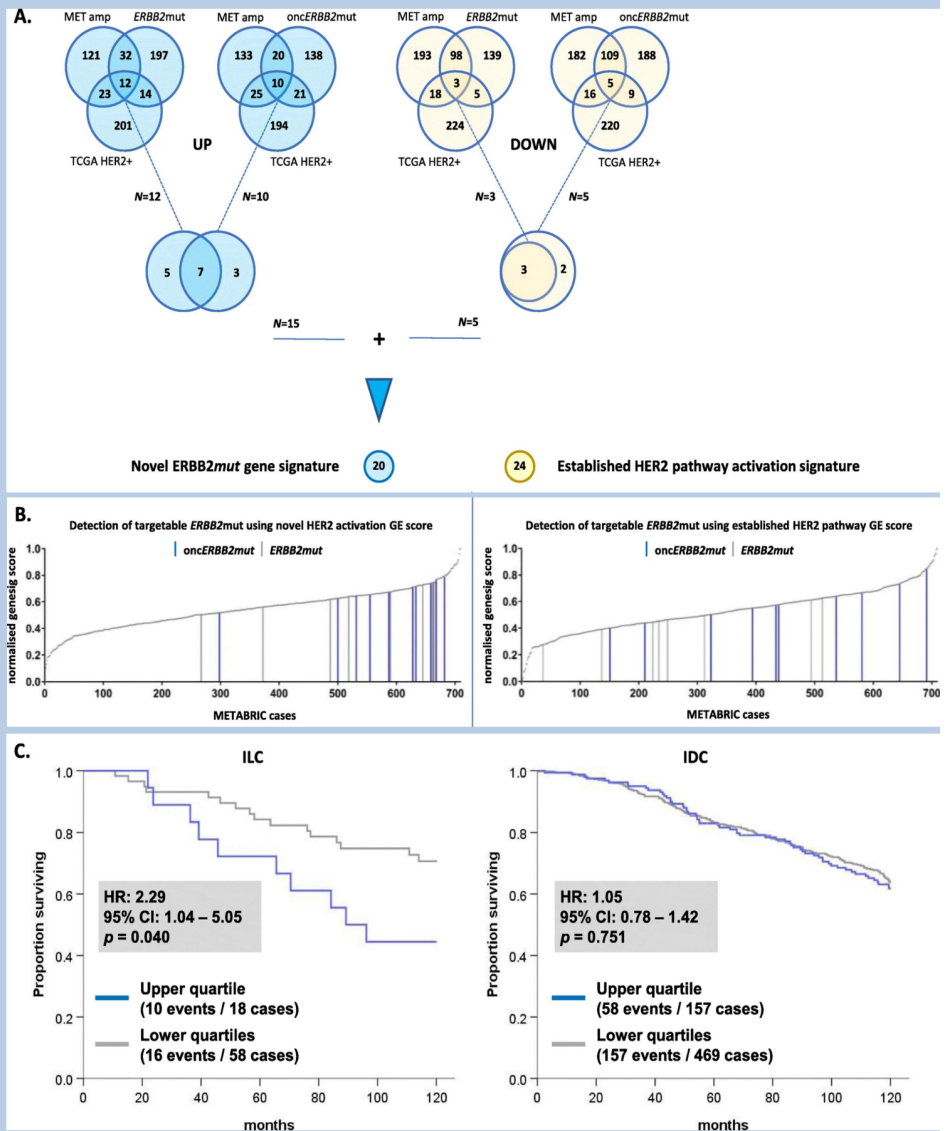 A.
MET amp ERBB2mut
121 32 197
12
23 14
201
TCGA HER2+
MET amp oncERBB2mut
133 20 138
10
25 21
194
TCGA HER2+
UP
MET amp ERBB2mut
193 98 139
3
18 5
224
TCGA HER2+
MET amp oncERBB2mut
182 109 188
5
16 9
220
TCGA HER2+
DOWN
N=12 N=10 N=3 N=5
5 7 3 3 2
N=15 + N=5
Novel ERBB2mut gene signature 20 24 Established HER2 pathway activation signature
B.
Detection of targetable ERBB2mut using novel HER2 activation GE score
oncERBB2mut ERBB2mut
normalised genesig score
1.0
0.8
0.6
0.4
0.2
0.0
0 100 200 300 400 500 600 700
METABRIC cases
Detection of targetable ERBB2mut using established HER2 pathway GE score
oncERBB2mut ERBB2mut
normalised genesig score
1.0
0.8
0.6
0.4
0.2
0.0
0 100 200 300 400 500 600 700
METABRIC cases
C.
ILC
Proportion surviving
1.0
0.8
0.6
0.4
0.2
0.0
HR: 2.29
95% CI: 1.04 – 5.05
p = 0.040
Upper quartile
(10 events / 18 cases)
Lower quartiles
(16 events / 58 cases)
0 20 40 60 80 100 120
months
IDC
Proportion surviving
1.0
0.8
0.6
0.4
0.2
0.0
HR: 1.05
95% CI: 0.78 – 1.42
p = 0.751
Upper quartile
(58 events / 157 cases)
Lower quartiles
(157 events / 469 cases)
0 20 40 60 80 100 120
months